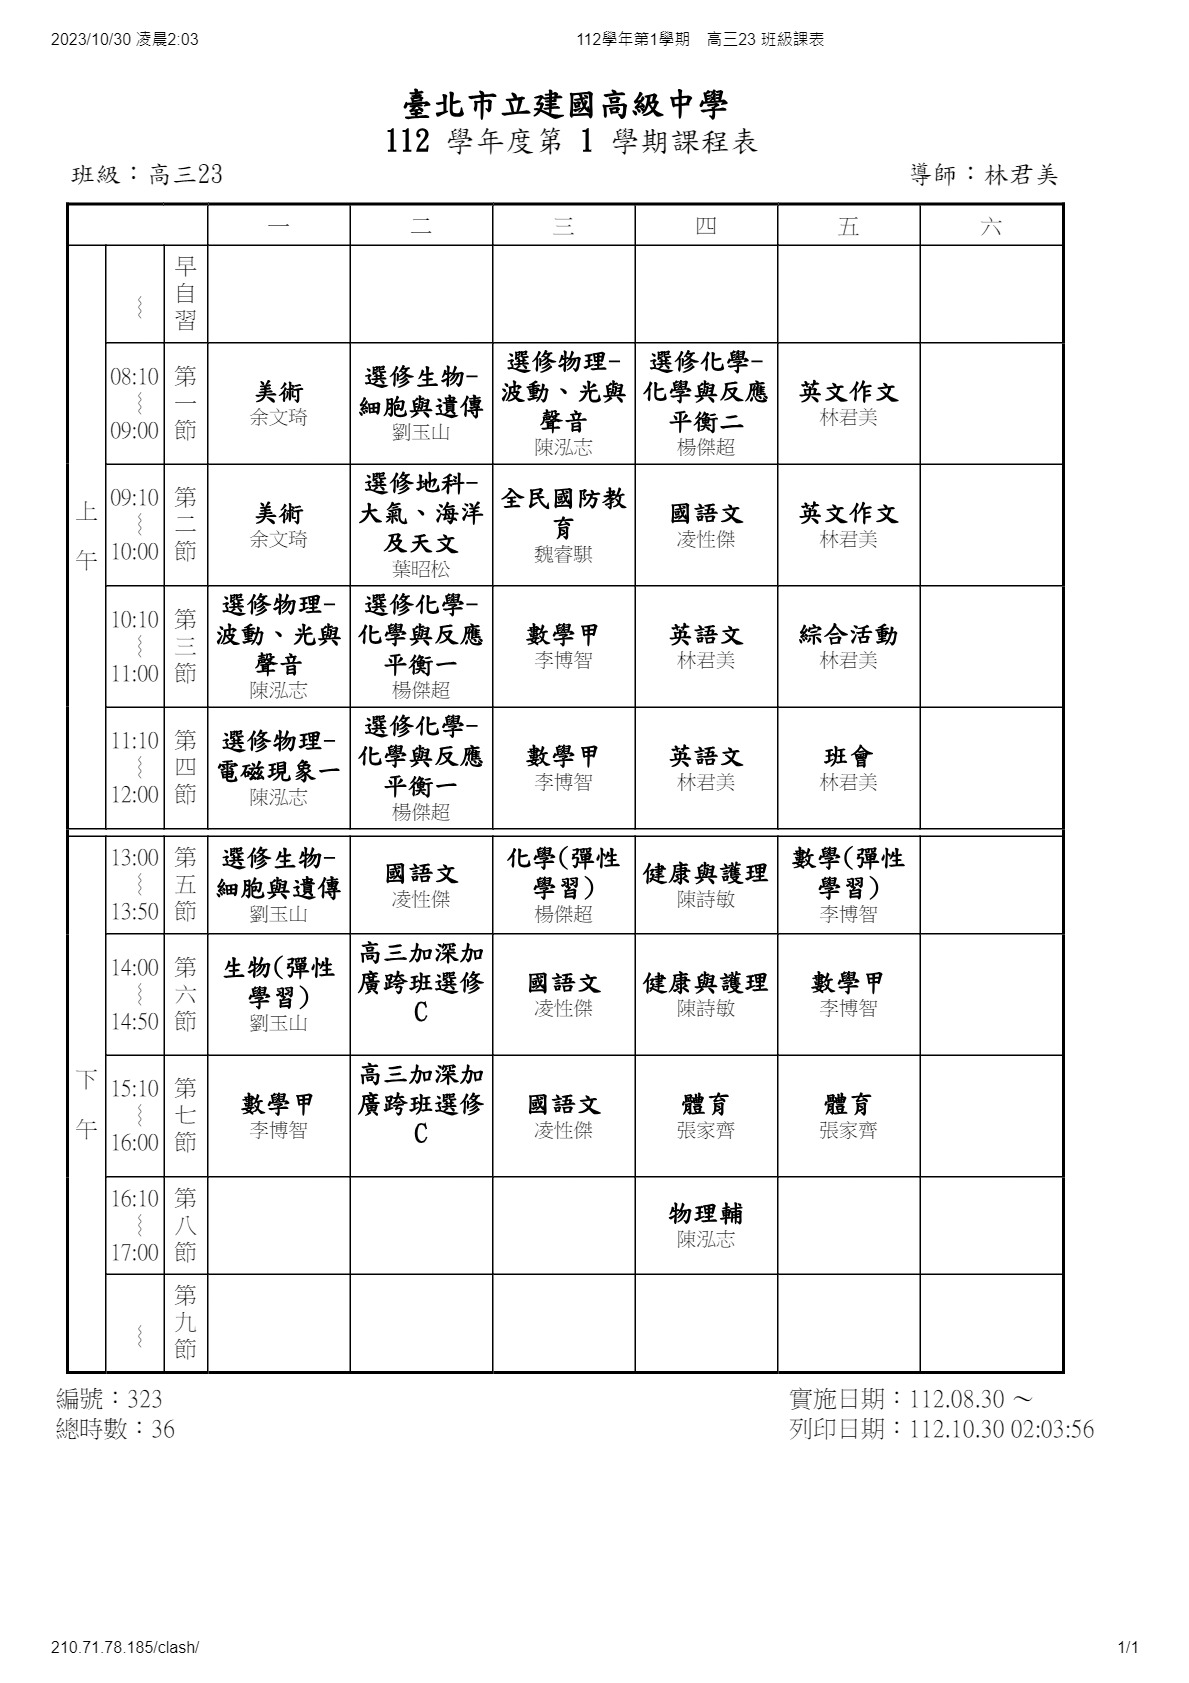 2023/10/30 凌晨2:03
112學年第1學期　高三23 班級課表
臺北市立建國高級中學
112 學年度第 1 學期課程表
班級：高三23
導師：林君美
一 二 三 四 五 六
上午
～
早自習
08:10
～
09:00
第一節
美術
余文琦
選修生物-
細胞與遺傳
劉玉山
選修物理-
波動、光與
聲音
陳泓志
選修化學-
化學與反應
平衡二
楊傑超
英文作文
林君美
09:10
～
10:00
第二節
美術
余文琦
選修地科-
大氣、海洋
及天文
葉昭松
全民國防教
育
魏睿騏
國語文
凌性傑
英文作文
林君美
10:10
～
11:00
第三節
選修物理-
波動、光與
聲音
陳泓志
選修化學-
化學與反應
平衡一
楊傑超
數學甲
李博智
英語文
林君美
綜合活動
林君美
11:10
～
12:00
第四節
選修物理-
電磁現象一
陳泓志
選修化學-
化學與反應
平衡一
楊傑超
數學甲
李博智
英語文
林君美
班會
林君美
下午
13:00
～
13:50
第五節
選修生物-
細胞與遺傳
劉玉山
國語文
凌性傑
化學(彈性
學習)
楊傑超
健康與護理
陳詩敏
數學(彈性
學習)
李博智
14:00
～
14:50
第六節
生物(彈性
學習)
劉玉山
高三加深加
廣跨班選修
C
國語文
凌性傑
健康與護理
陳詩敏
數學甲
李博智
15:10
～
16:00
第七節
數學甲
李博智
高三加深加
廣跨班選修
C
國語文
凌性傑
體育
張家齊
體育
張家齊
16:10
～
17:00
第八節
物理輔
陳泓志
～
第九節
編號：323
總時數：36
實施日期：112.08.30 ～
列印日期：112.10.30 02:03:56
210.71.78.185/clash/
1/1